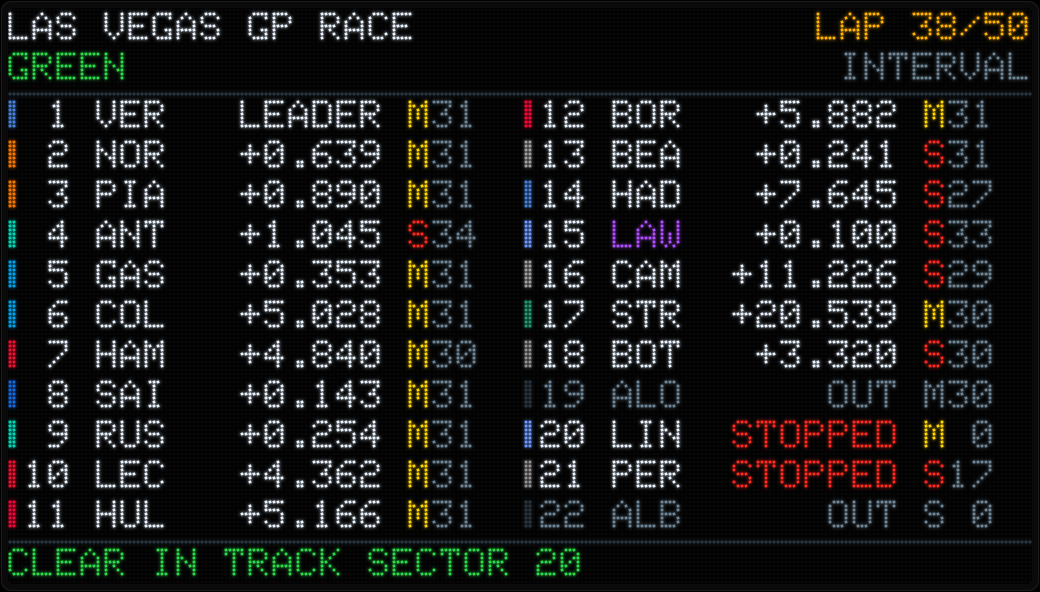 LAS VEGAS GP RACE LAP 38/50
GREEN INTERVAL
1 VER LEADER M31
2 NOR +0.639 M31
3 PIA +0.890 M31
4 ANT +1.045 S34
5 GAS +0.353 M31
6 COL +5.028 M31
7 HAM +4.840 M30
8 SAI +0.143 M31
9 RUS +0.254 M31
10 LEC +4.362 M31
11 HUL +5.166 M31
12 BOR +5.882 M31
13 BEA +0.241 S31
14 HAD +7.645 S27
15 LAW +0.100 S33
16 CAM +11.226 S29
17 STR +20.539 M30
18 BOT +3.320 S30
19 ALO OUT M30
20 LIN STOPPED M 0
21 PER STOPPED S17
22 ALB OUT S 0
CLEAR IN TRACK SECTOR 20